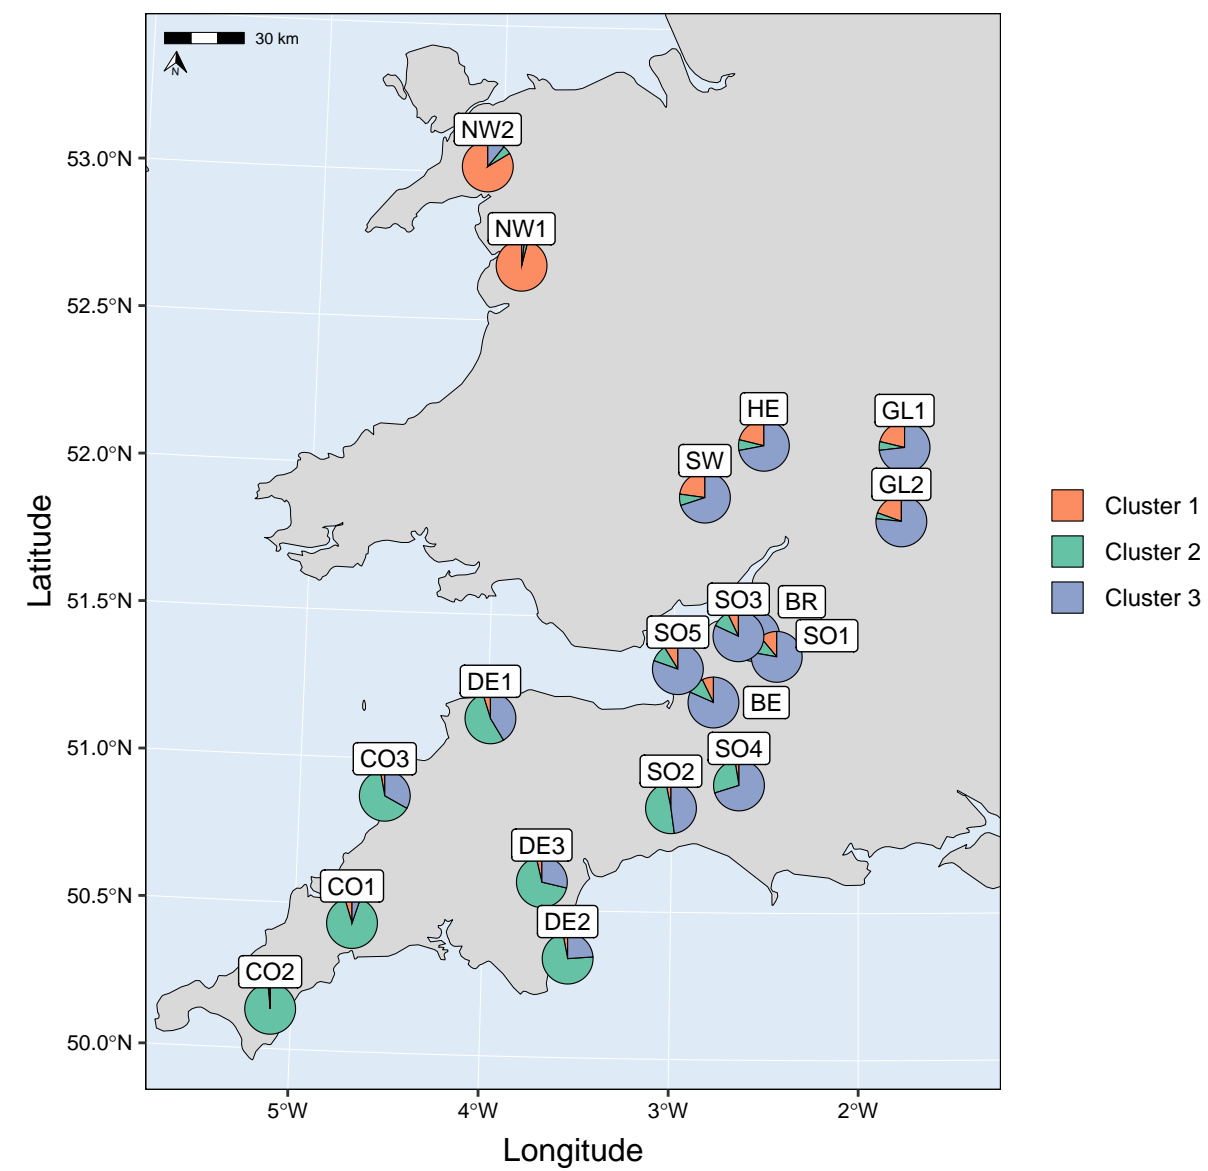 30 km
N
NW2
53.0°N
NW1
52.5°N
HE
GL1
52.0°N
SW
GL2
Cluster 1
Cluster 2
Cluster 3
Latitude
51.5°N
SO3
BR
SO5
SO1
DE1
BE
51.0°N
CO3
SO4
SO2
DE3
50.5°N
CO1
DE2
CO2
50.0°N
5°W
4°W
3°W
2°W
Longitude